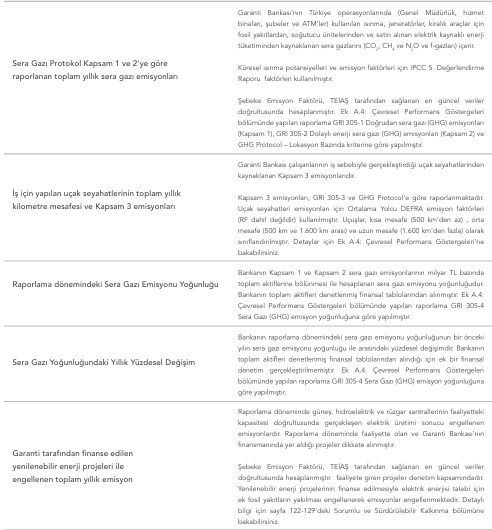 Garanti Bankası'nın Türkiye operasyonlarında (Genel Müdürlük, hizmet
binaları, şubeler ve ATM'ler) kullanılan ısınma, jeneratörler, kiralık araçlar için
fosil yakıtlardan, soğutucu ünitelerinden ve satın alınan elektrik kaynaklı enerji
tüketiminden kaynaklanan sera gazlarını (CO2, CH4 ve N2O ve f-gazları) içerir.
Sera Gazı Protokol Kapsam 1 ve 2'ye göre
raporlanan toplam yıllık sera gazı emisyonları
Küresel ısınma potansiyelleri ve emisyon faktörleri için IPCC 5. Değerlendirme
Raporu faktörleri kullanılmıştır.
Şebeke Emisyon Faktörü, TEİAŞ tarafından sağlanan en güncel veriler
doğrultusunda hesaplanmıştır. Ek A.4: Çevresel Performans Göstergeleri
bölümünde yapılan raporlama GRI 305-1 Doğrudan sera gazı (GHG) emisyonları
(Kapsam 1), GRI 305-2 Dolaylı enerji sera gazı (GHG) emisyonları (Kapsam 2) ve
GHG Protocol – Lokasyon Bazında kriterine göre yapılmıştır.
Garanti Bankası çalışanlarının iş sebebiyle gerçekleştirdiği uçak seyahatlerinden
kaynaklanan Kapsam 3 emisyonlarıdır.
İş için yapılan uçak seyahatlerinin toplam yıllık
kilometre mesafesi ve Kapsam 3 emisyonları
Kapsam 3 emisyonları, GRI 305-3 ve GHG Protocol'e göre raporlanmaktadır.
Uçak seyahatleri emisyonları için Ortalama Yolcu DEFRA emisyon faktörleri
(RF dahil değildir) kullanılmıştır. Uçuşlar, kısa mesafe (500 km'den az) , orta
mesafe (500 km ve 1.600 km arası) ve uzun mesafe (1.600 km'den fazla) olarak
sınıflandırılmıştır. Detaylar için Ek A.4: Çevresel Performans Göstergeleri'ne
bakabilirsiniz.
Raporlama dönemindeki Sera Gazı Emisyonu Yoğunluğu
Bankanın Kapsam 1 ve Kapsam 2 sera gazı emisyonlarının milyar TL bazında
toplam aktiflerine bölünmesi ile hesaplanan sera gazı emisyonu yoğunluğudur.
Bankanın toplam aktifleri denetlenmiş finansal tablolarından alınmıştır. Ek A.4:
Çevresel Performans Göstergeleri bölümünde yapılan raporlama GRI 305-4
Sera Gazı (GHG) emisyon yoğunluğuna göre yapılmıştır.
Sera Gazı Yoğunluğundaki Yıllık Yüzdesel Değişim
Bankanın raporlama dönemindeki sera gazı emisyonu yoğunluğunun bir önceki
yılın sera gazı emisyonu yoğunluğu ile arasındaki yüzdesel değişimdir. Bankanın
toplam aktifleri denetlenmiş finansal tablolarından alındığı için ek bir finansal
denetim gerçekleştirilmemiştir. Ek A.4: Çevresel Performans Göstergeleri
bölümünde yapılan raporlama GRI 305-4 Sera Gazı (GHG) emisyon yoğunluğuna
göre yapılmıştır.
Raporlama döneminde güneş, hidroelektrik ve rüzgar santrallerinin faaliyetteki
kapasitesi doğrultusunda gerçekleşen elektrik üretimi sonucu engellenen
emisyonlardır. Raporlama döneminde faaliyette olan ve Garanti Bankası'nın
finansmanında yer aldığı projeler dikkate alınmıştır.
Garanti tarafından finanse edilen
yenilenebilir enerji projeleri ile
engellenen toplam yıllık emisyon
Şebeke Emisyon Faktörü, TEİAŞ tarafından sağlanan en güncel veriler
doğrultusunda hesaplanmıştır. faaliyete giren projeler denetim kapsamındadır.
Yenilenebilir enerji projelerinin finanse edilmesiyle elektrik enerjisi talebi için
ek fosil yakıtların yakılması engellenerek emisyonlar engellenmektedir. Detaylı
bilgi için sayfa 122-129'deki Sorumlu ve Sürdürülebilir Kalkınma bölümüne
bakabilirsiniz.